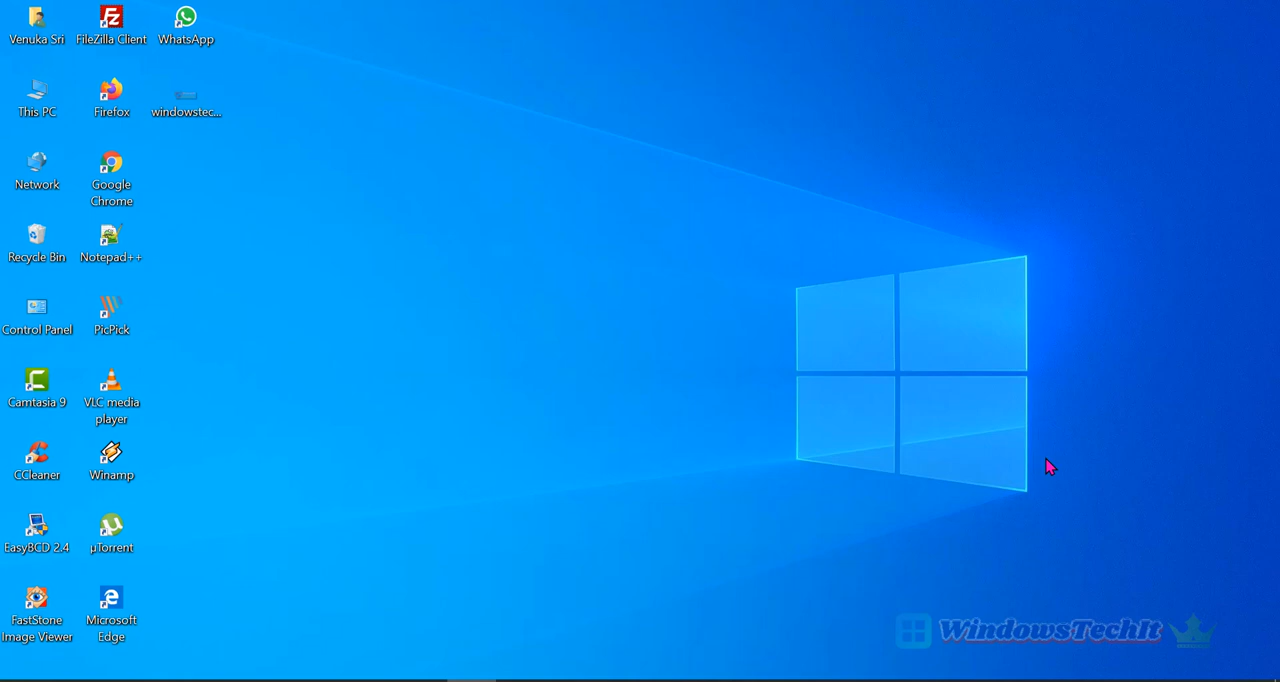 Venuka Sri
FileZilla Client
WhatsApp
This PC
Firefox
windowstec...
Network
Google
Chrome
Recycle Bin
Notepad++
Control Panel
PicPick
Camtasia 9
VLC media
player
CCleaner
Winamp
EasyBCD 2.4
µTorrent
FastStone
Image Viewer
Microsoft
Edge
WindowsTechIt